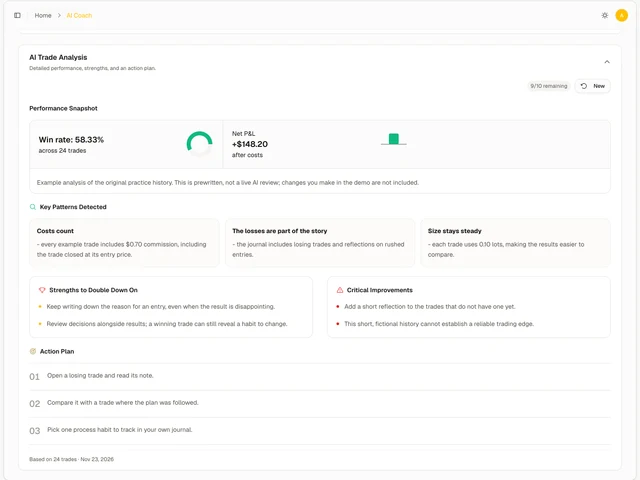 Home > AI Coach
A
AI Trade Analysis
Detailed performance, strengths, and an action plan.
9/10 remaining
New
Performance Snapshot
Win rate: 58.33%
across 24 trades
Net P&L
+$148.20
after costs
Example analysis of the original practice history. This is prewritten, not a live AI review; changes you make in the demo are not included.
Key Patterns Detected
Costs count
- every example trade includes $0.70 commission, including
the trade closed at its entry price.
The losses are part of the story
- the journal includes losing trades and reflections on rushed
entries.
Size stays steady
- each trade uses 0.10 lots, making the results easier to
compare.
Strengths to Double Down On
Keep writing down the reason for an entry, even when the result is disappointing.
Review decisions alongside results; a winning trade can still reveal a habit to change.
Critical Improvements
Add a short reflection to the trades that do not have one yet.
This short, fictional history cannot establish a reliable trading edge.
Action Plan
01 Open a losing trade and read its note.
02 Compare it with a trade where the plan was followed.
03 Pick one process habit to track in your own journal.
Based on 24 trades · Nov 23, 2026